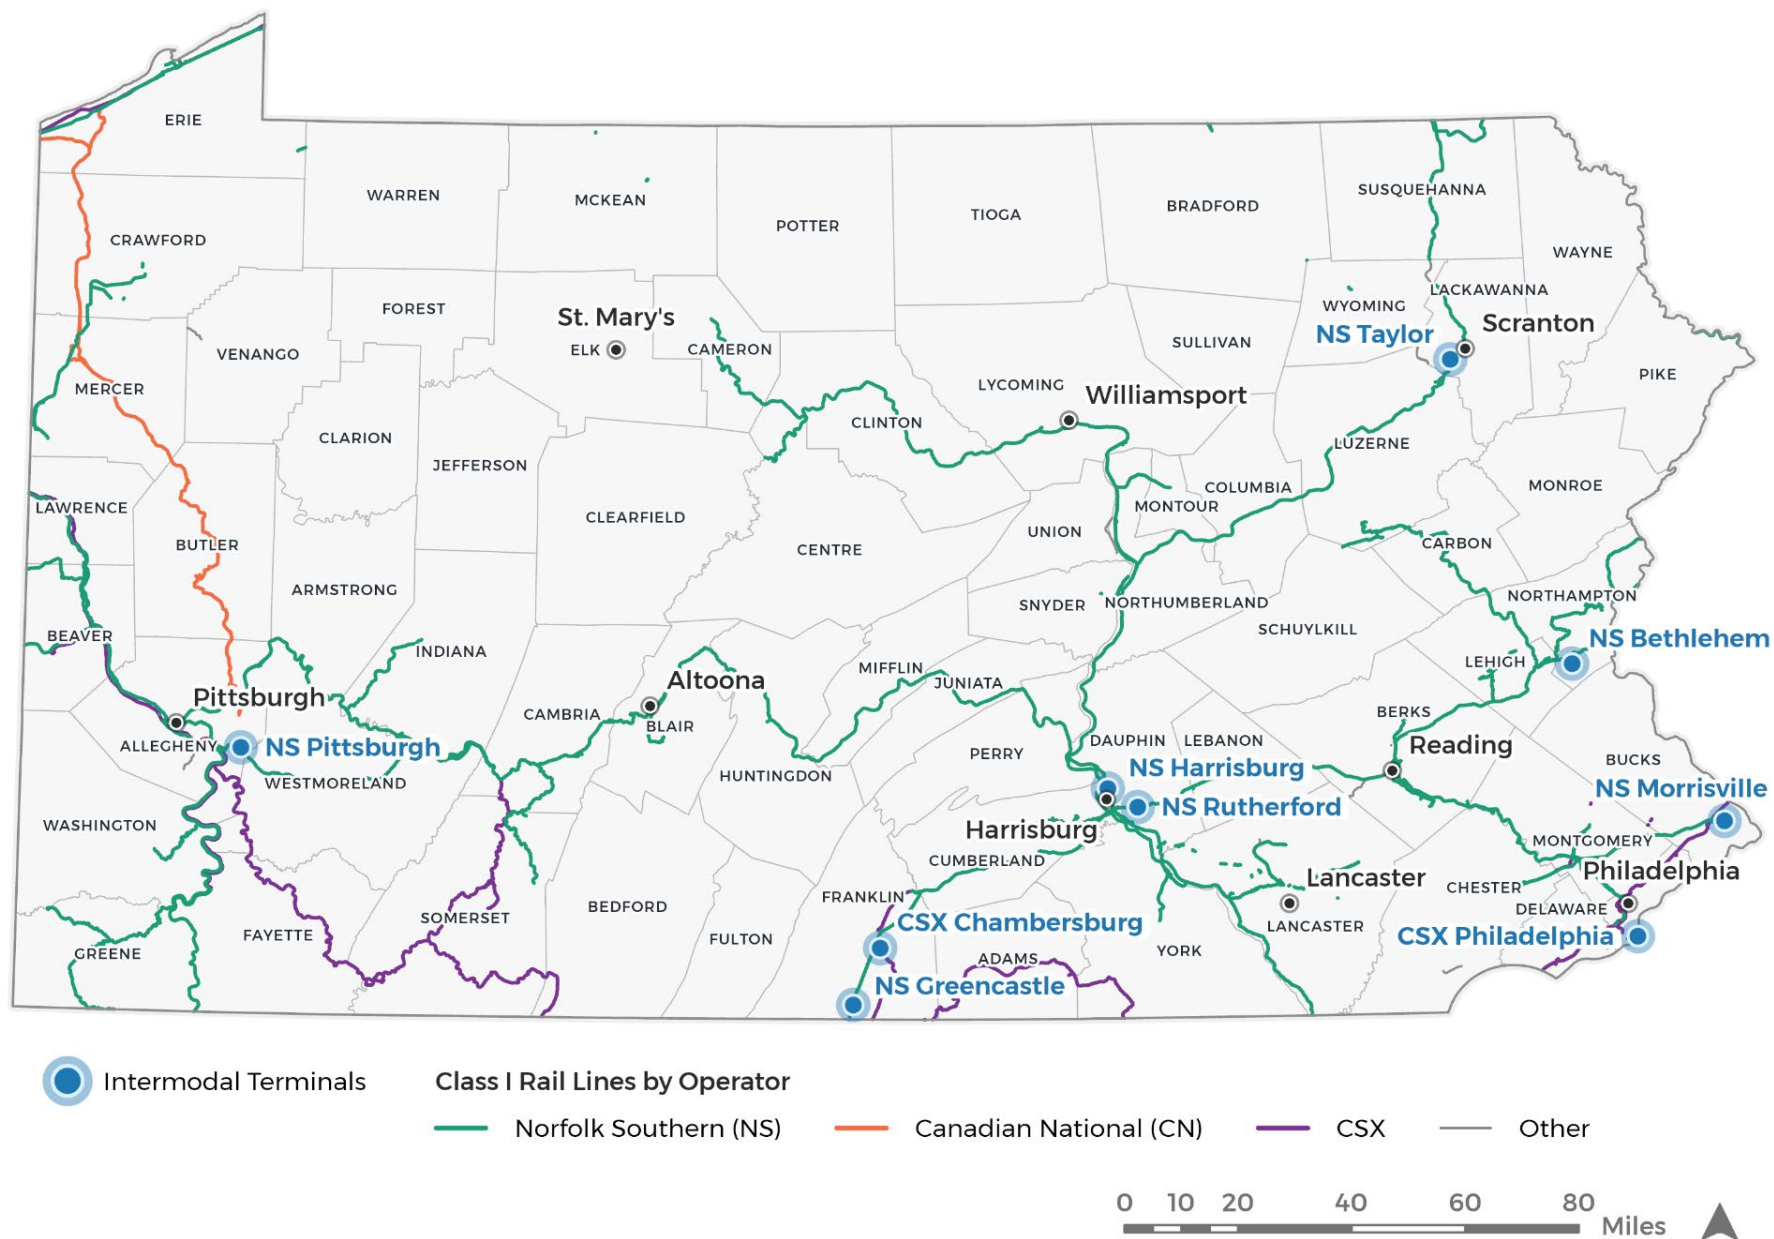 ERIE
WARREN
MCKEAN
POTTER
TIOGA
BRADFORD
SUSQUEHANNA
WAYNE
CRAWFORD
FOREST
VENANGO
St. Mary's
ELK
CAMERON
SULLIVAN
WYOMING
LACKAWANNA
NS Taylor
Scranton
PIKE
MERCER
CLARION
JEFFERSON
CLINTON
LYCOMING
Williamsport
LUZERNE
MONROE
LAWRENCE
BUTLER
ARMSTRONG
CLEARFIELD
CENTRE
UNION
MONTOUR
COLUMBIA
CARBON
NORTHAMPTON
BEAVER
INDIANA
SNYDER
NORTHUMBERLAND
SCHUYLKILL
NS Bethlehem
LEHIGH
Pittsburgh
ALLEGHENY
NS Pittsburgh
WESTMORELAND
CAMBRIA
Altoona
BLAIR
MIFFLIN
JUNIATA
HUNTINGDON
PERRY
DAUPHIN
LEBANON
BERKS
Reading
BUCKS
NS Harrisburg
NS Rutherford
NS Morrisville
WASHINGTON
Harrisburg
CUMBERLAND
MONTGOMERY
Philadelphia
GREENE
FAYETTE
SOMERSET
BEDFORD
FULTON
FRANKLIN
CSX Chambersburg
NS Greencastle
ADAMS
YORK
Lancaster
LANCASTER
CHESTER
DELAWARE
CSX Philadelphia
Intermodal Terminals
Class I Rail Lines by Operator
Norfolk Southern (NS)
Canadian National (CN)
CSX
Other
0 10 20 40 60 80
Miles